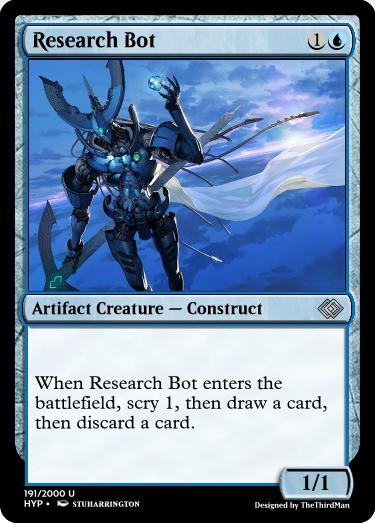 Research Bot 1
Artifact Creature — Construct
When Research Bot enters the
battlefield, scry 1, then draw a card,
then discard a card.
1/1
191/2000 U
HYP • STUHARRINGTON
Designed by TheThirdMan